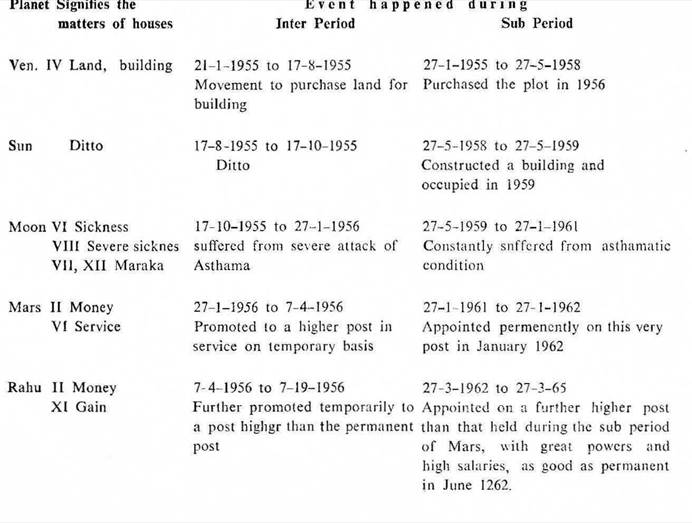 Planet Signifies the Event happened during
matters of houses Inter Period Sub Period
Ven. IV Land, building 21-1-1955 to 17-8-1955 27-1-1955 to 27-5-1958
Movement to purchase land for Purchased the plot in 1956
building
Sun Ditto 17-8-1955 to 17-10-1955 27-5-1958 to 27-5-1959
Ditto Constructed a building and
occupied in 1959
Moon VI Sickness 17-10-1955 to 27-1-1956 27-5-1959 to 27-1-1961
VIII Severe sicknes suffered from severe attack of Constantly snffered from asthamatic
VII, XII Maraka Asthama condition
Mars II Money 27-1-1956 to 7-4-1956 27-1-1961 to 27-1-1962
VI Service Promoted to a higher post in Appointed permenently on this very
service on temporary basis post in January 1962
Rahu II Money 7-4-1956 to 7-19-1956 27-3-1962 to 27-3-65
XI Gain Further promoted temporarily to Appointed on a further higher post
a post highgr than the permanent than that held during the sub period
post of Mars, with great powers and
high salaries, as good as permanent
in June 1262.